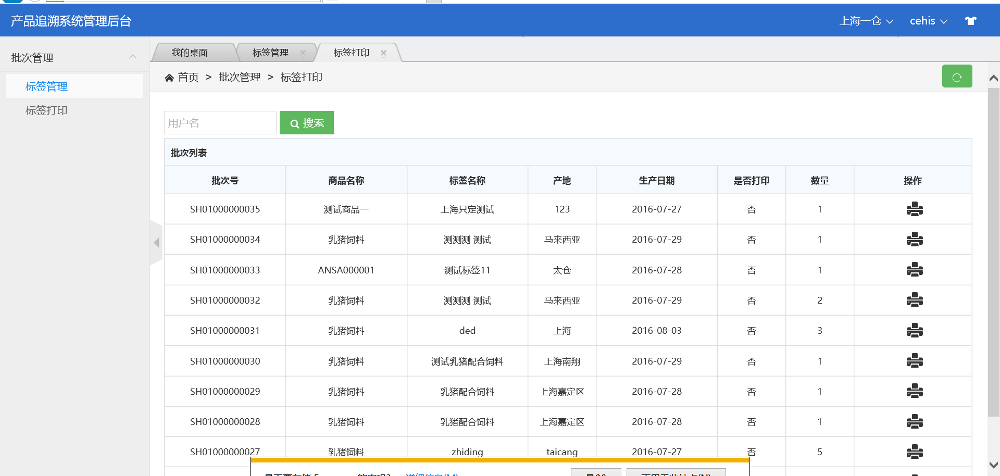 产品追溯系统管理后台 上海一仓 cehis
批次管理
标签管理
标签打印
我的桌面 标签管理 标签打印
首页 > 批次管理 > 标签打印
用户名 搜索
批次列表
批次号 商品名称 标签名称 产地 生产日期 是否打印 数量 操作
SH01000000035 测试商品一 上海只定测试 123 2016-07-27 否 1
SH01000000034 乳猪饲料 测测测 测试 马来西亚 2016-07-29 否 1
SH01000000033 ANSA000001 测试标签11 太仓 2016-07-28 否 1
SH01000000032 乳猪饲料 测测测 测试 马来西亚 2016-07-29 否 2
SH01000000031 乳猪饲料 ded 上海 2016-08-03 否 3
SH01000000030 乳猪饲料 测试乳猪配合饲料 上海南翔 2016-07-29 否 1
SH01000000029 乳猪饲料 乳猪配合饲料 上海嘉定区 2016-07-28 否 1
SH01000000028 乳猪饲料 乳猪配合饲料 上海嘉定区 2016-07-28 否 1
SH01000000027 乳猪饲料 zhiding taicang 2016-07-27 否 5